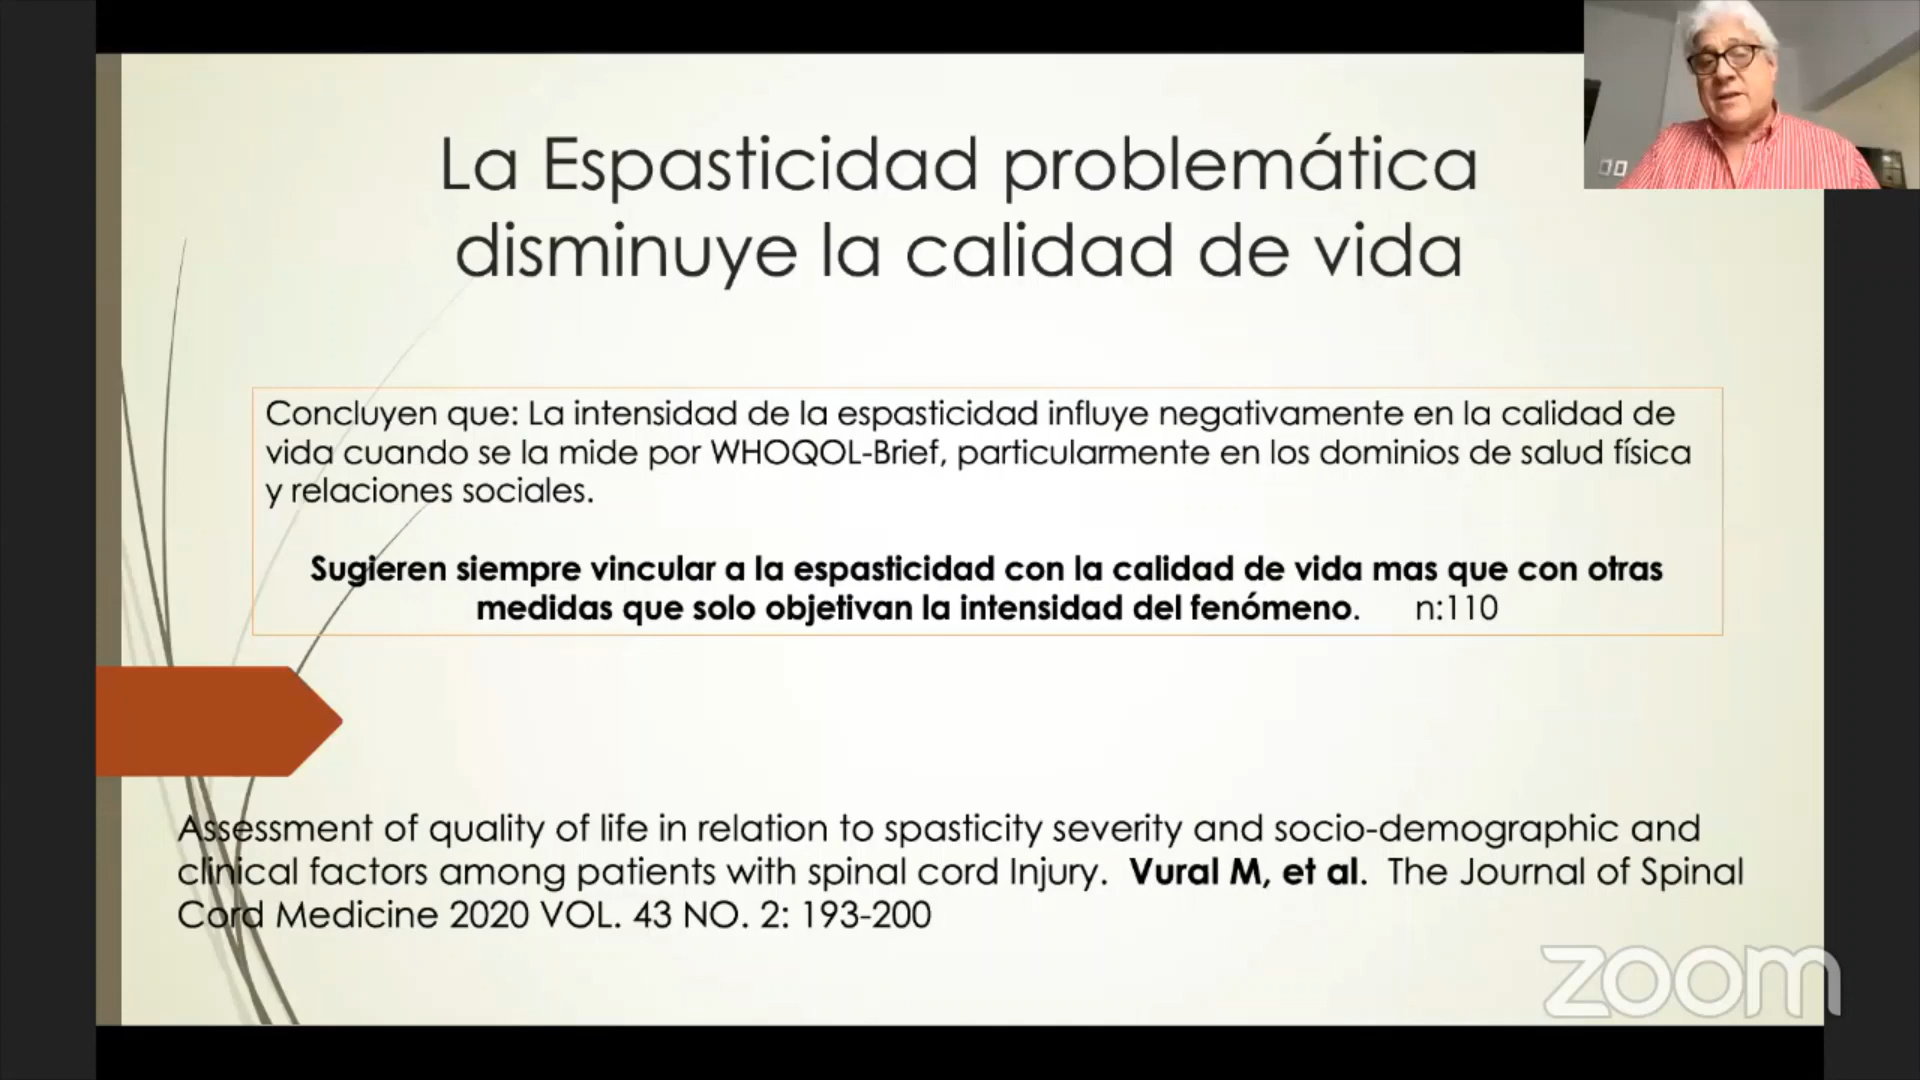 La Espasticidad problemática
disminuye la calidad de vida
Concluyen que: La intensidad de la espasticidad influye negativamente en la calidad de
vida cuando se la mide por WHOQOL-Brief, particularmente en los dominios de salud física
y relaciones sociales.
Sugieren siempre vincular a la espasticidad con la calidad de vida mas que con otras
medidas que solo objetivan la intensidad del fenómeno. n:110
Assessment of quality of life in relation to spasticity severity and socio-demographic and
clinical factors among patients with spinal cord Injury. Vural M, et al. The Journal of Spinal
Cord Medicine 2020 VOL. 43 NO. 2: 193-200
zoom